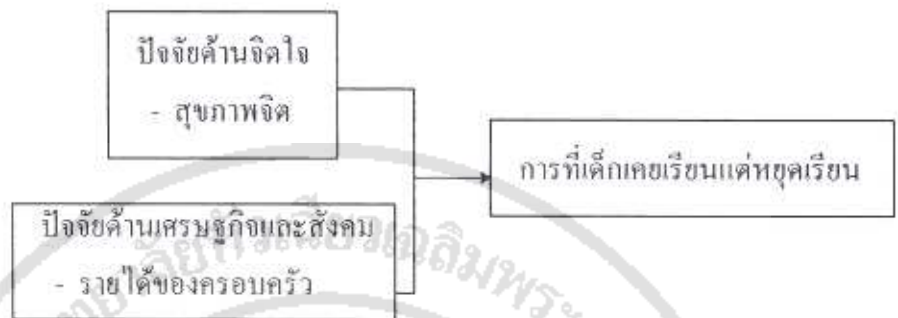 ปัจจัยด้านจิตใจ
- สุขภาพจิต
การที่เด็กเคยเรียนแต่หยุดเรียน
ปัจจัยด้านเศรษฐกิจและสังคม
- รายได้ของครอบครัว